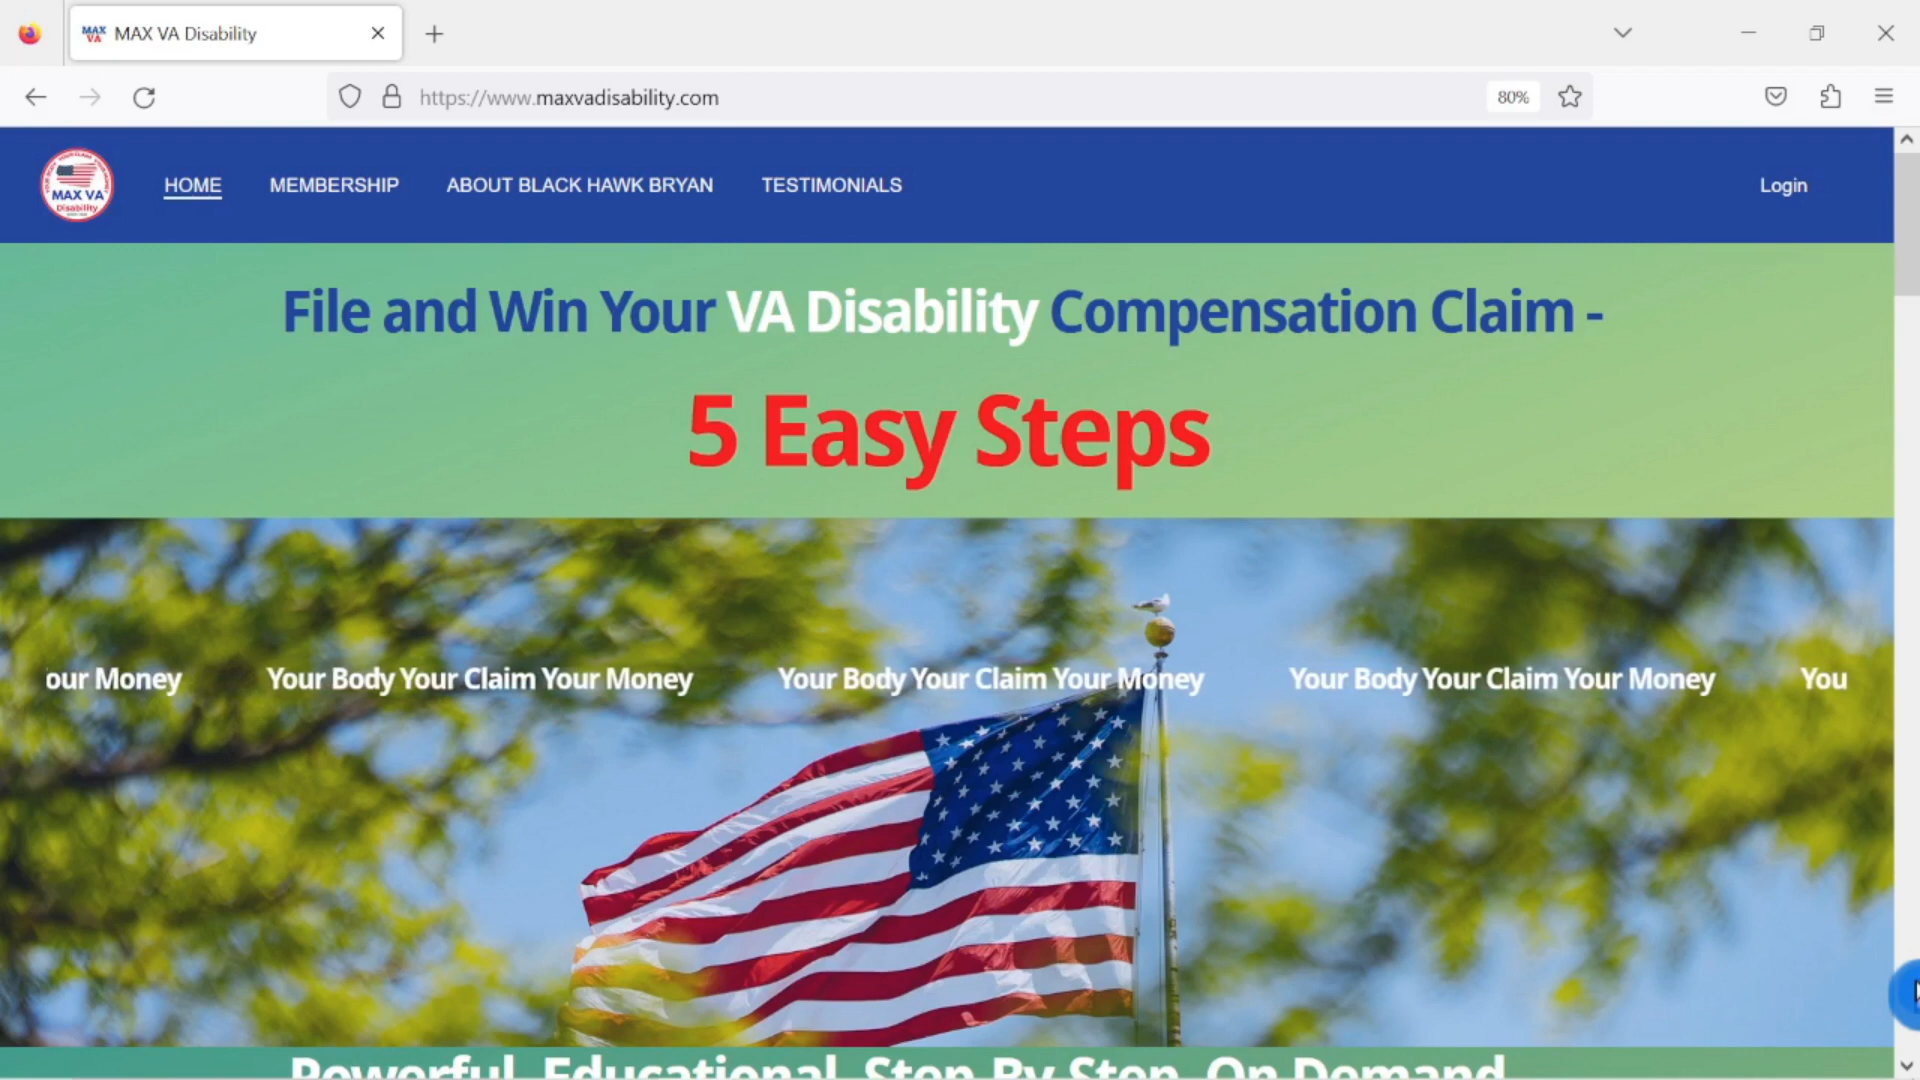 MAX VA Disability
https://www.maxvadisability.com
80%
MAX VA
Disability
HOME
MEMBERSHIP
ABOUT BLACK HAWK BRYAN
TESTIMONIALS
Login
File and Win Your VA Disability Compensation Claim -
5 Easy Steps
our Money Your Body Your Claim Your Money Your Body Your Claim Your Money Your Body Your Claim Your Money You
Powerful, Educational, Step By Step, On Demand